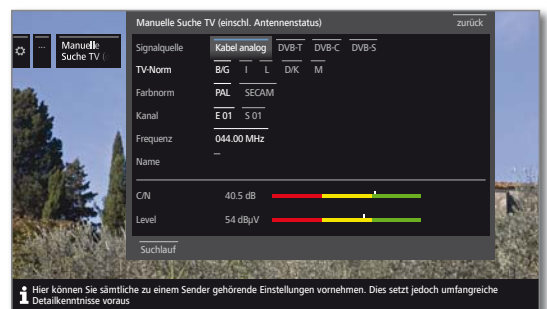 Manuelle Suche TV (einschl. Antennenstatus) zurück
... Manuelle
Suche TV (
Signalquelle Kabel analog DVB-T DVB-C DVB-S
TV-Norm B/G I L D/K M
Farbnorm PAL SECAM
Kanal E 01 S 01
Frequenz 044.00 MHz
Name –
C/N 40.5 dB
Level 54 dBµV
Suchlauf
Hier können Sie sämtliche zu einem Sender gehörende Einstellungen vornehmen. Dies setzt jedoch umfangreiche
Detailkenntnisse voraus